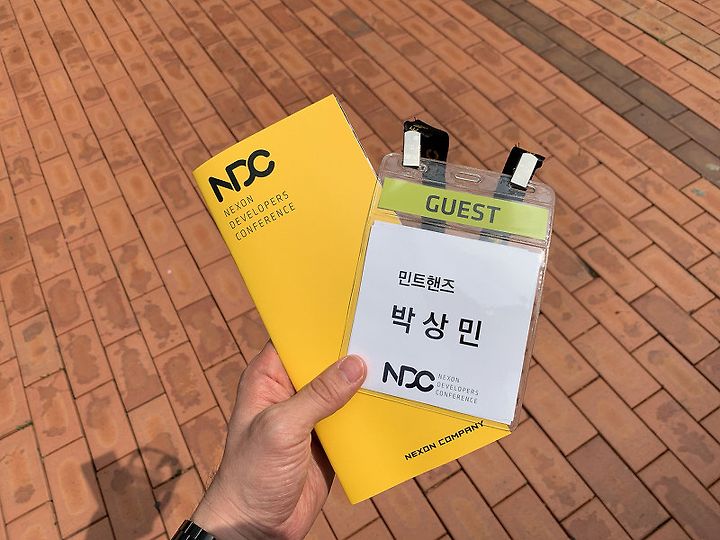 NDC
NEXON
DEVELOPERS
CONFERENCE
NEXON COMPANY
GUEST
민트핸즈
박상민
NDC
NEXON
DEVELOPERS
CONFERENCE